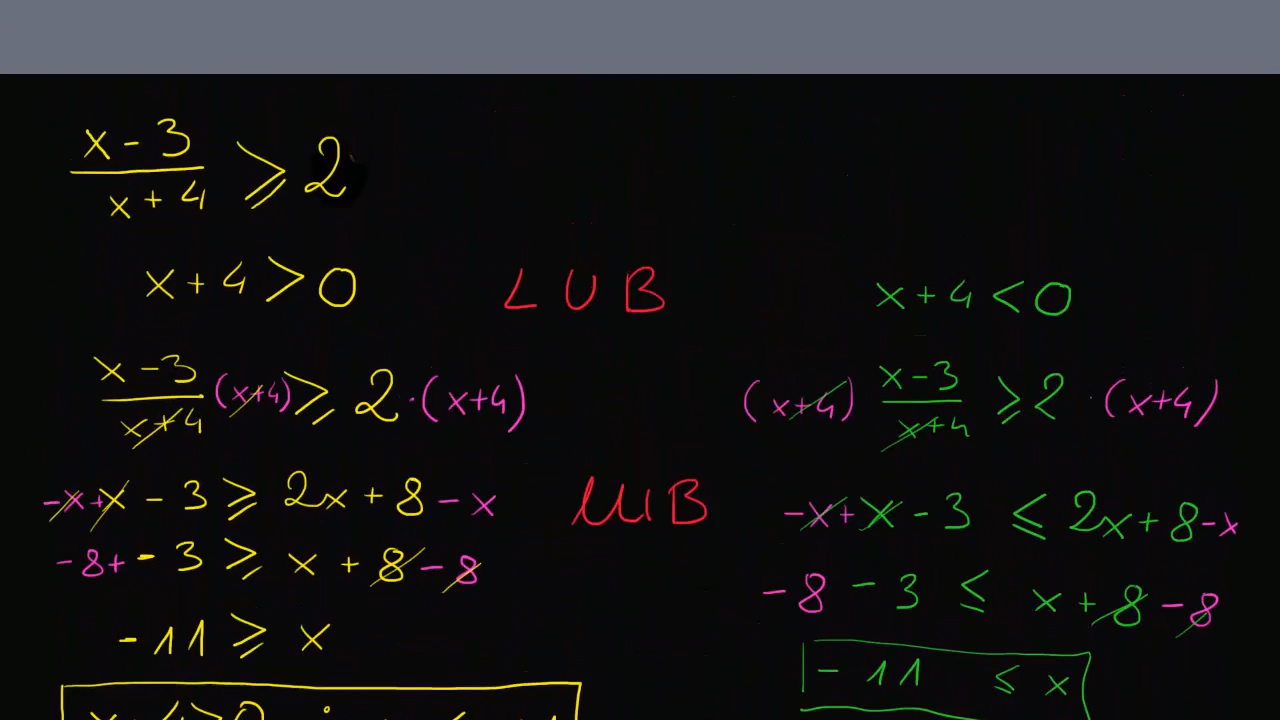 x - 3
x + 4 ≥ 2
x + 4 > 0 LUB x + 4 < 0
x - 3
x + 4 (x+4) ≥ 2 · (x+4)
(x+4) x - 3
x + 4 ≥ 2 · (x+4)
-x+x - 3 ≥ 2x + 8 - x
LUB
-x+x - 3 ≤ 2x + 8 - x
-8+ - 3 ≥ x + 8 - 8
-8 - 3 ≤ x + 8 - 8
-11 ≥ x
-11 ≤ x